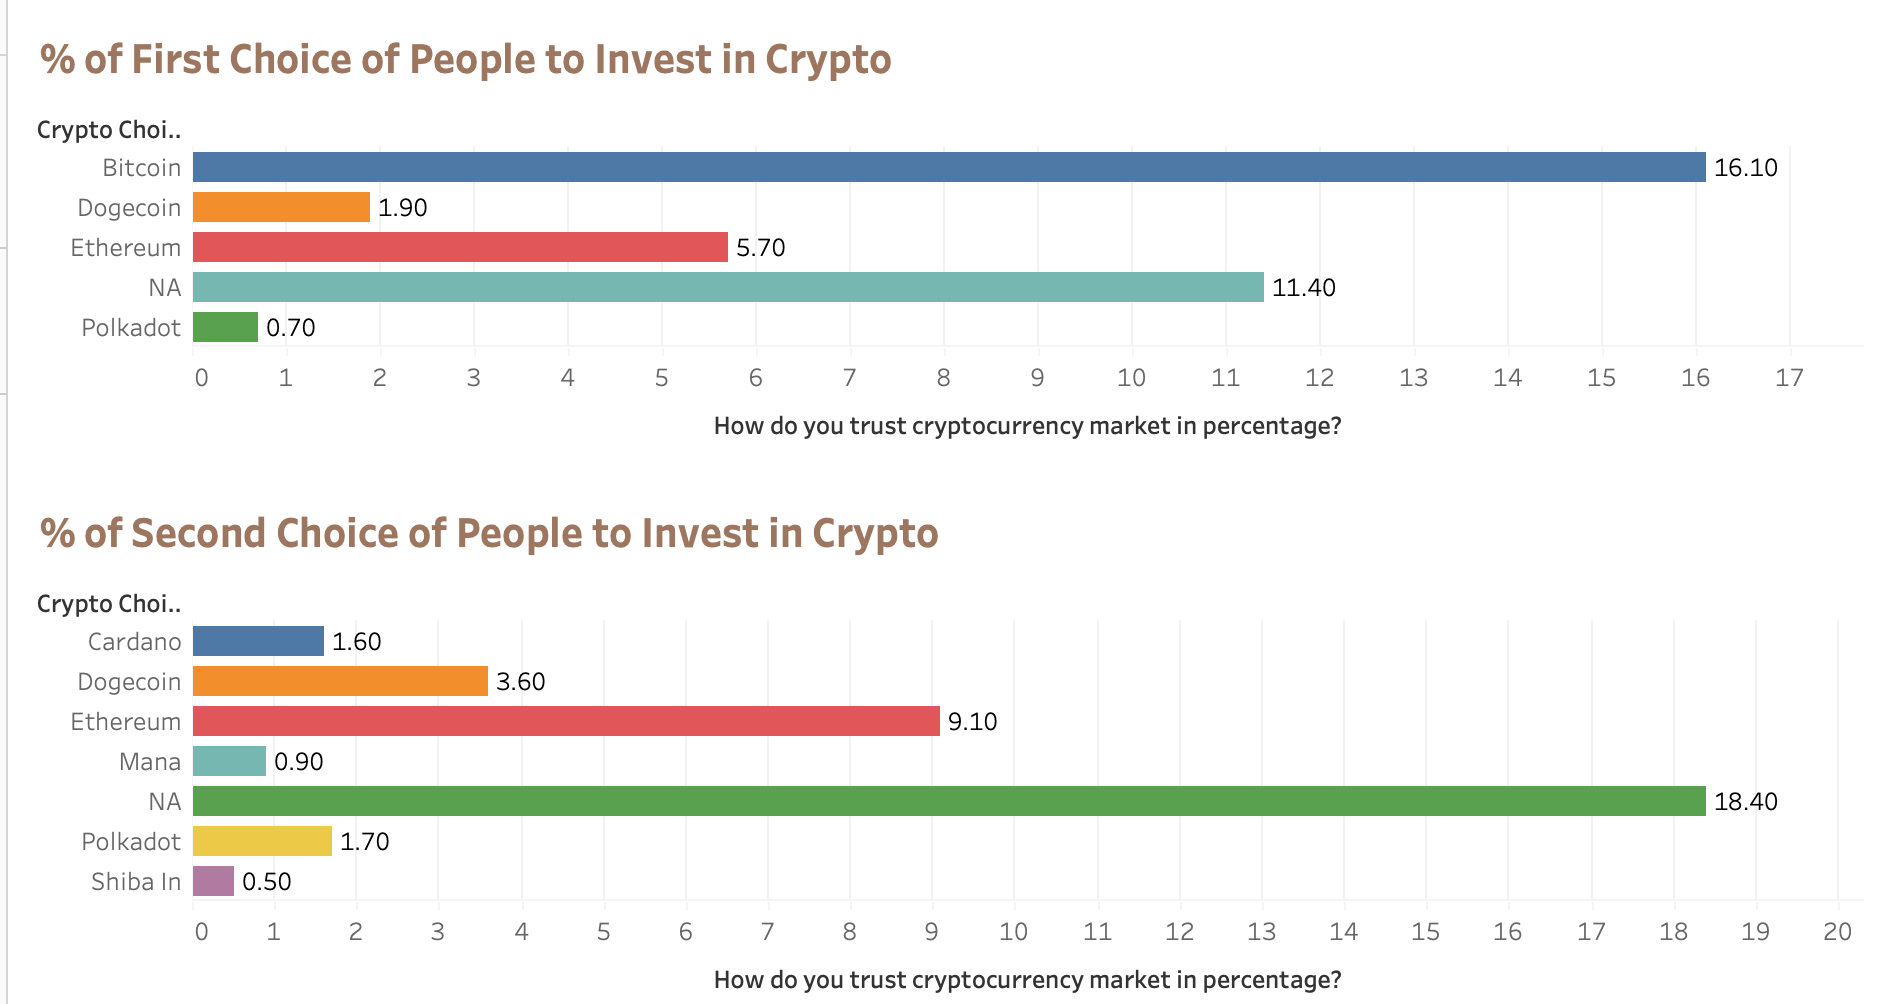 % of First Choice of People to Invest in Crypto
Crypto Choi..
Bitcoin 16.10
Dogecoin 1.90
Ethereum 5.70
NA 11.40
Polkadot 0.70
0 1 2 3 4 5 6 7 8 9 10 11 12 13 14 15 16 17
How do you trust cryptocurrency market in percentage?
% of Second Choice of People to Invest in Crypto
Crypto Choi..
Cardano 1.60
Dogecoin 3.60
Ethereum 9.10
Mana 0.90
NA 18.40
Polkadot 1.70
Shiba In 0.50
0 1 2 3 4 5 6 7 8 9 10 11 12 13 14 15 16 17 18 19 20
How do you trust cryptocurrency market in percentage?